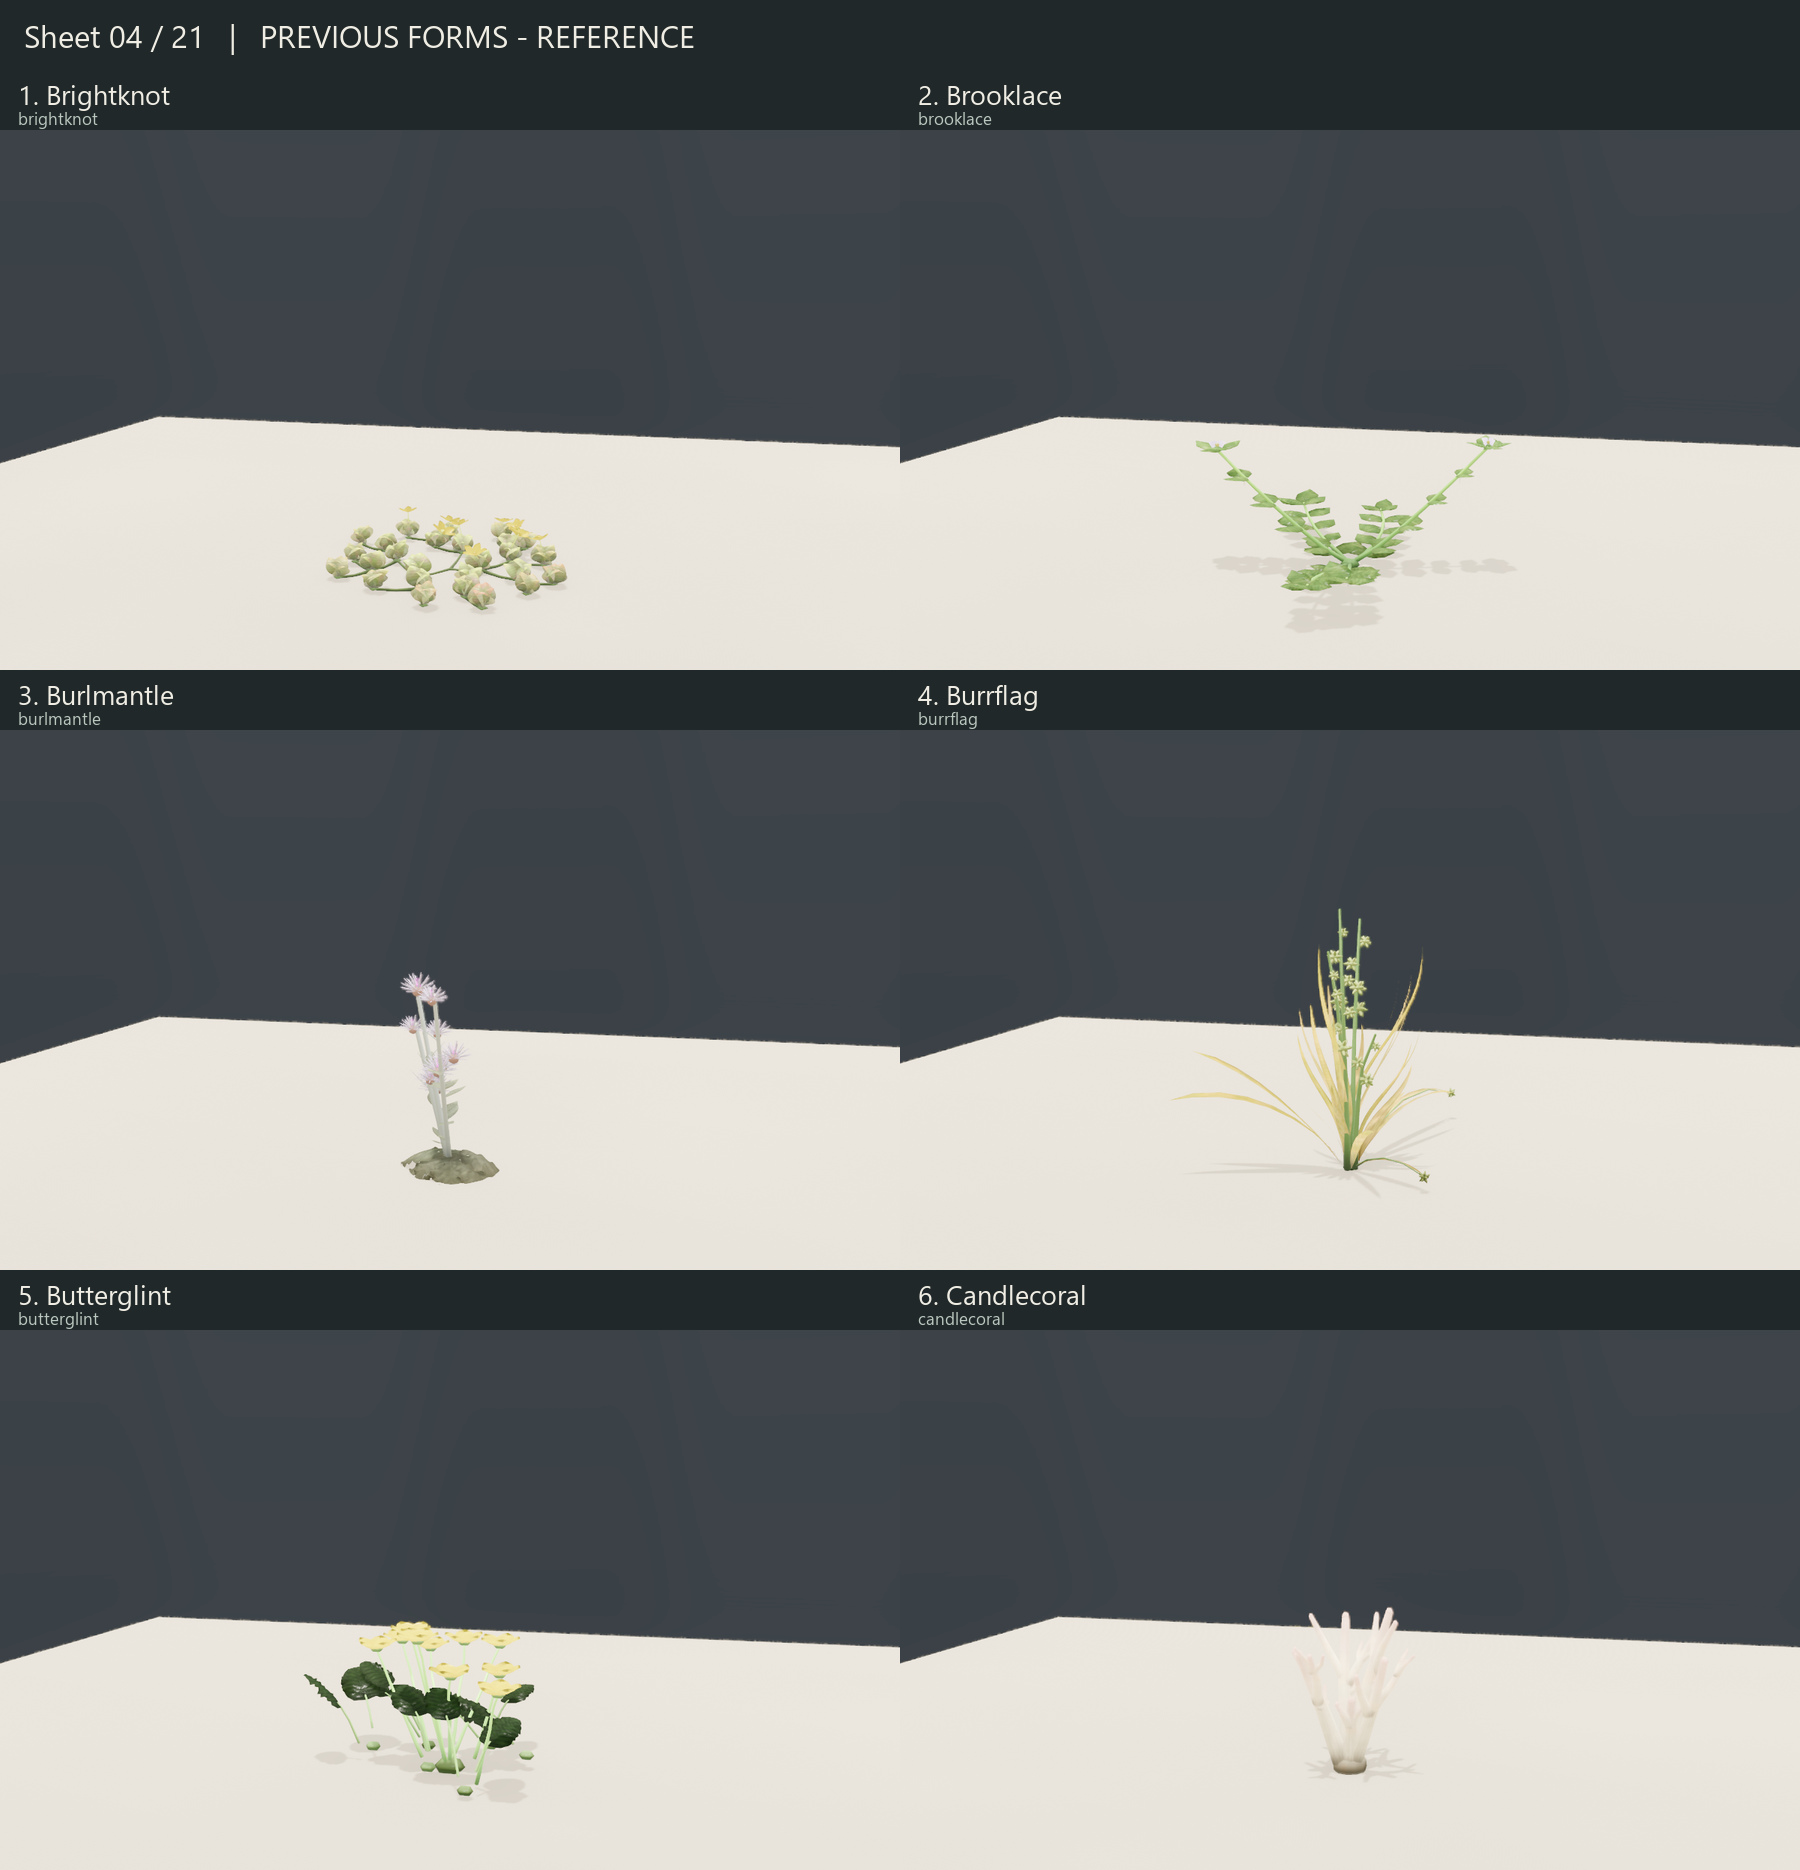 Sheet 04 / 21 | PREVIOUS FORMS - REFERENCE
1. Brightknot
brightknot
2. Brooklace
brooklace
3. Burlmantle
burlmantle
4. Burrflag
burrflag
5. Butterglint
butterglint
6. Candlecoral
candlecoral